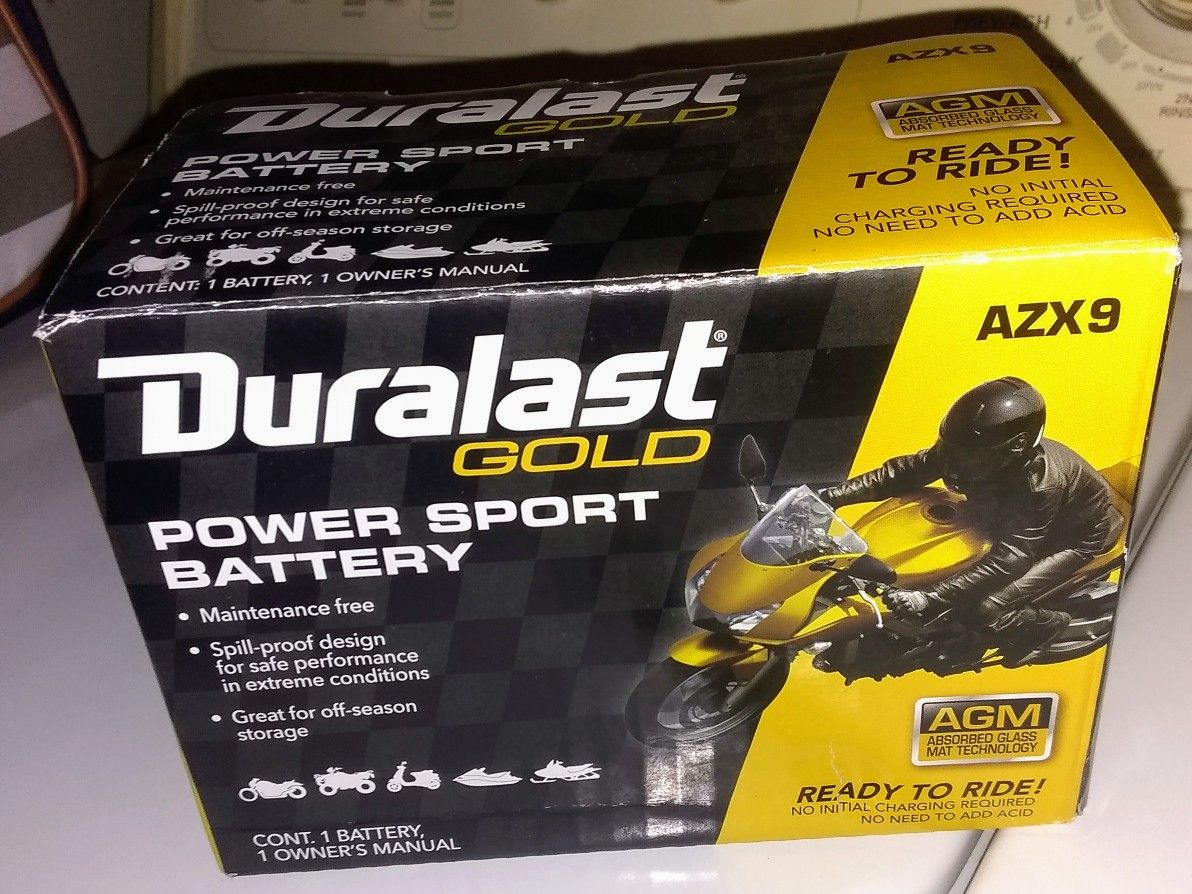 PREWASH
SPIN
2N
RINS
AZX9
Duralast®
GOLD
POWER SPORT
BATTERY
• Maintenance free
• Spill-proof design for safe
performance in extreme conditions
• Great for off-season storage
CONTENT: 1 BATTERY, 1 OWNER'S MANUAL
AGM
ABSORBED GLASS
MAT TECHNOLOGY
READY
TO RIDE!
NO INITIAL
CHARGING REQUIRED
NO NEED TO ADD ACID
Duralast®
GOLD
AZX9
POWER SPORT
BATTERY
• Maintenance free
• Spill-proof design
for safe performance
in extreme conditions
• Great for off-season
storage
CONT. 1 BATTERY,
1 OWNER'S MANUAL
AGM
ABSORBED GLASS
MAT TECHNOLOGY
READY TO RIDE!
NO INITIAL CHARGING REQUIRED
NO NEED TO ADD ACID